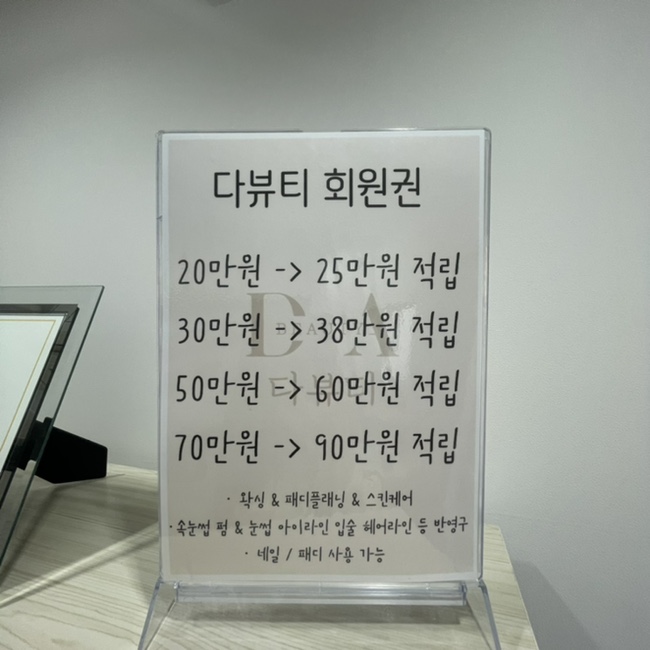 다뷰티 회원권
20만원 -> 25만원 적립
30만원 -> 38만원 적립
50만원 -> 60만원 적립
70만원 -> 90만원 적립
D A
BEAUTY
다뷰티
· 왁싱 & 패디플래닝 & 스킨케어
· 속눈썹 펌 & 눈썹 아이라인 입술 헤어라인 등 반영구
· 네일 / 패디 사용 가능